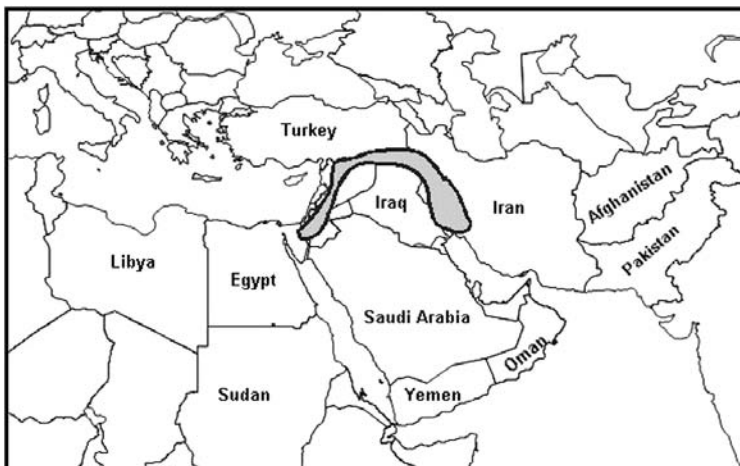 Turkey
Afghanistan
Iraq
Iran
Pakistan
Libya
Egypt
Saudi Arabia
Oman
Sudan
Yemen